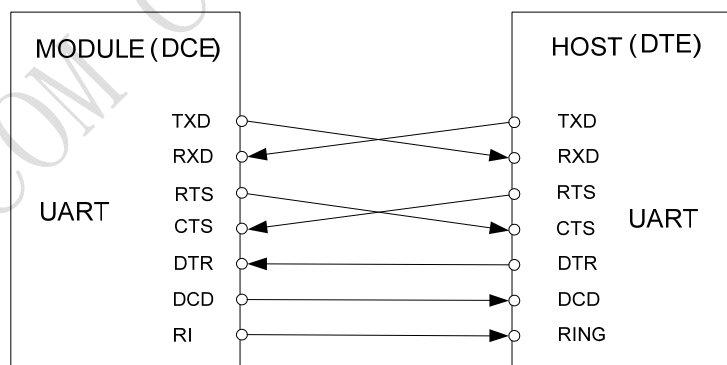 MODULE (DCE)
HOST (DTE)
TXD
RXD
RTS
CTS
DTR
DCD
RI
UART
TXD
RXD
RTS
CTS
DTR
DCD
RING
UART
COM